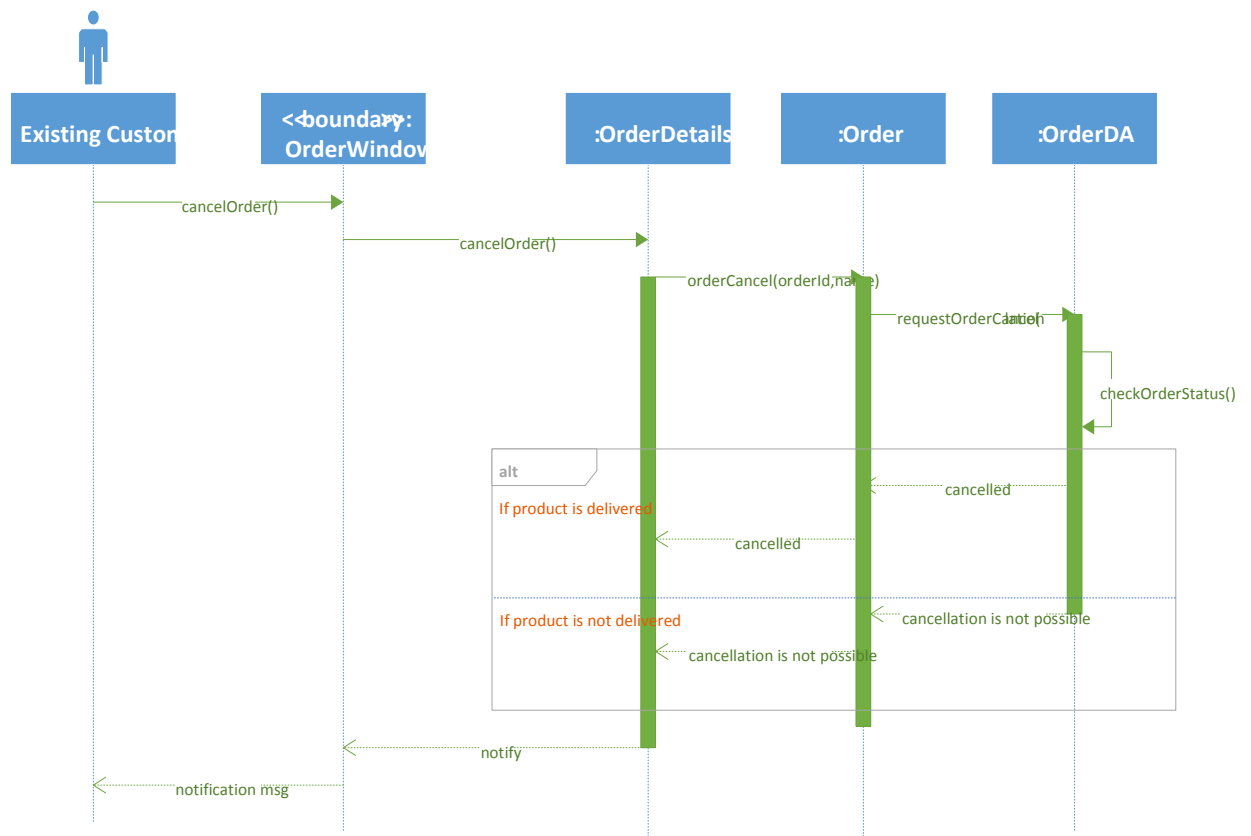 Existing Custom
<<boundary>>:
OrderWindow
:OrderDetails
:Order
:OrderDA
cancelOrder()
cancelOrder()
orderCancel(orderId,name)
requestOrderCancel
checkOrderStatus()
alt
cancelled
If product is delivered
cancelled
If product is not delivered
cancellation is not possible
cancellation is not possible
notify
notification msg